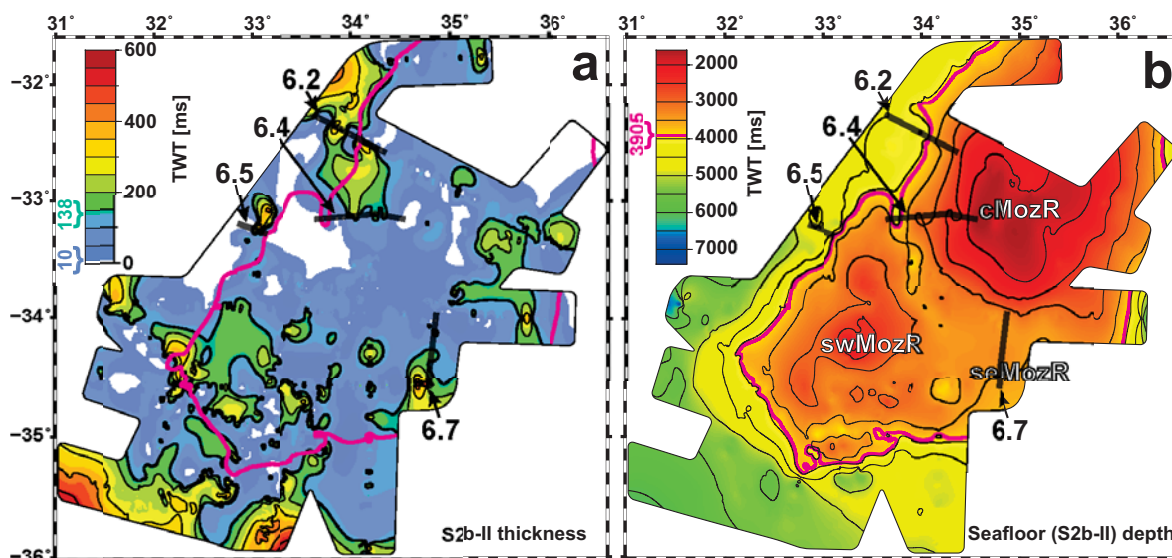 31° 32° 33° 34° 35° 36°
31° 32° 33° 34° 35° 36°
−32°
−33°
−34°
−35°
−36°
600
400
200
0
TWT [ms]
138
10
6.2
6.4
6.5
6.7
a
S2b-II thickness
2000
3000
4000
5000
6000
7000
TWT [ms]
3905
6.2
6.4
6.5
6.7
b
cMozR
swMozR
seMozR
Seafloor (S2b-II) depth